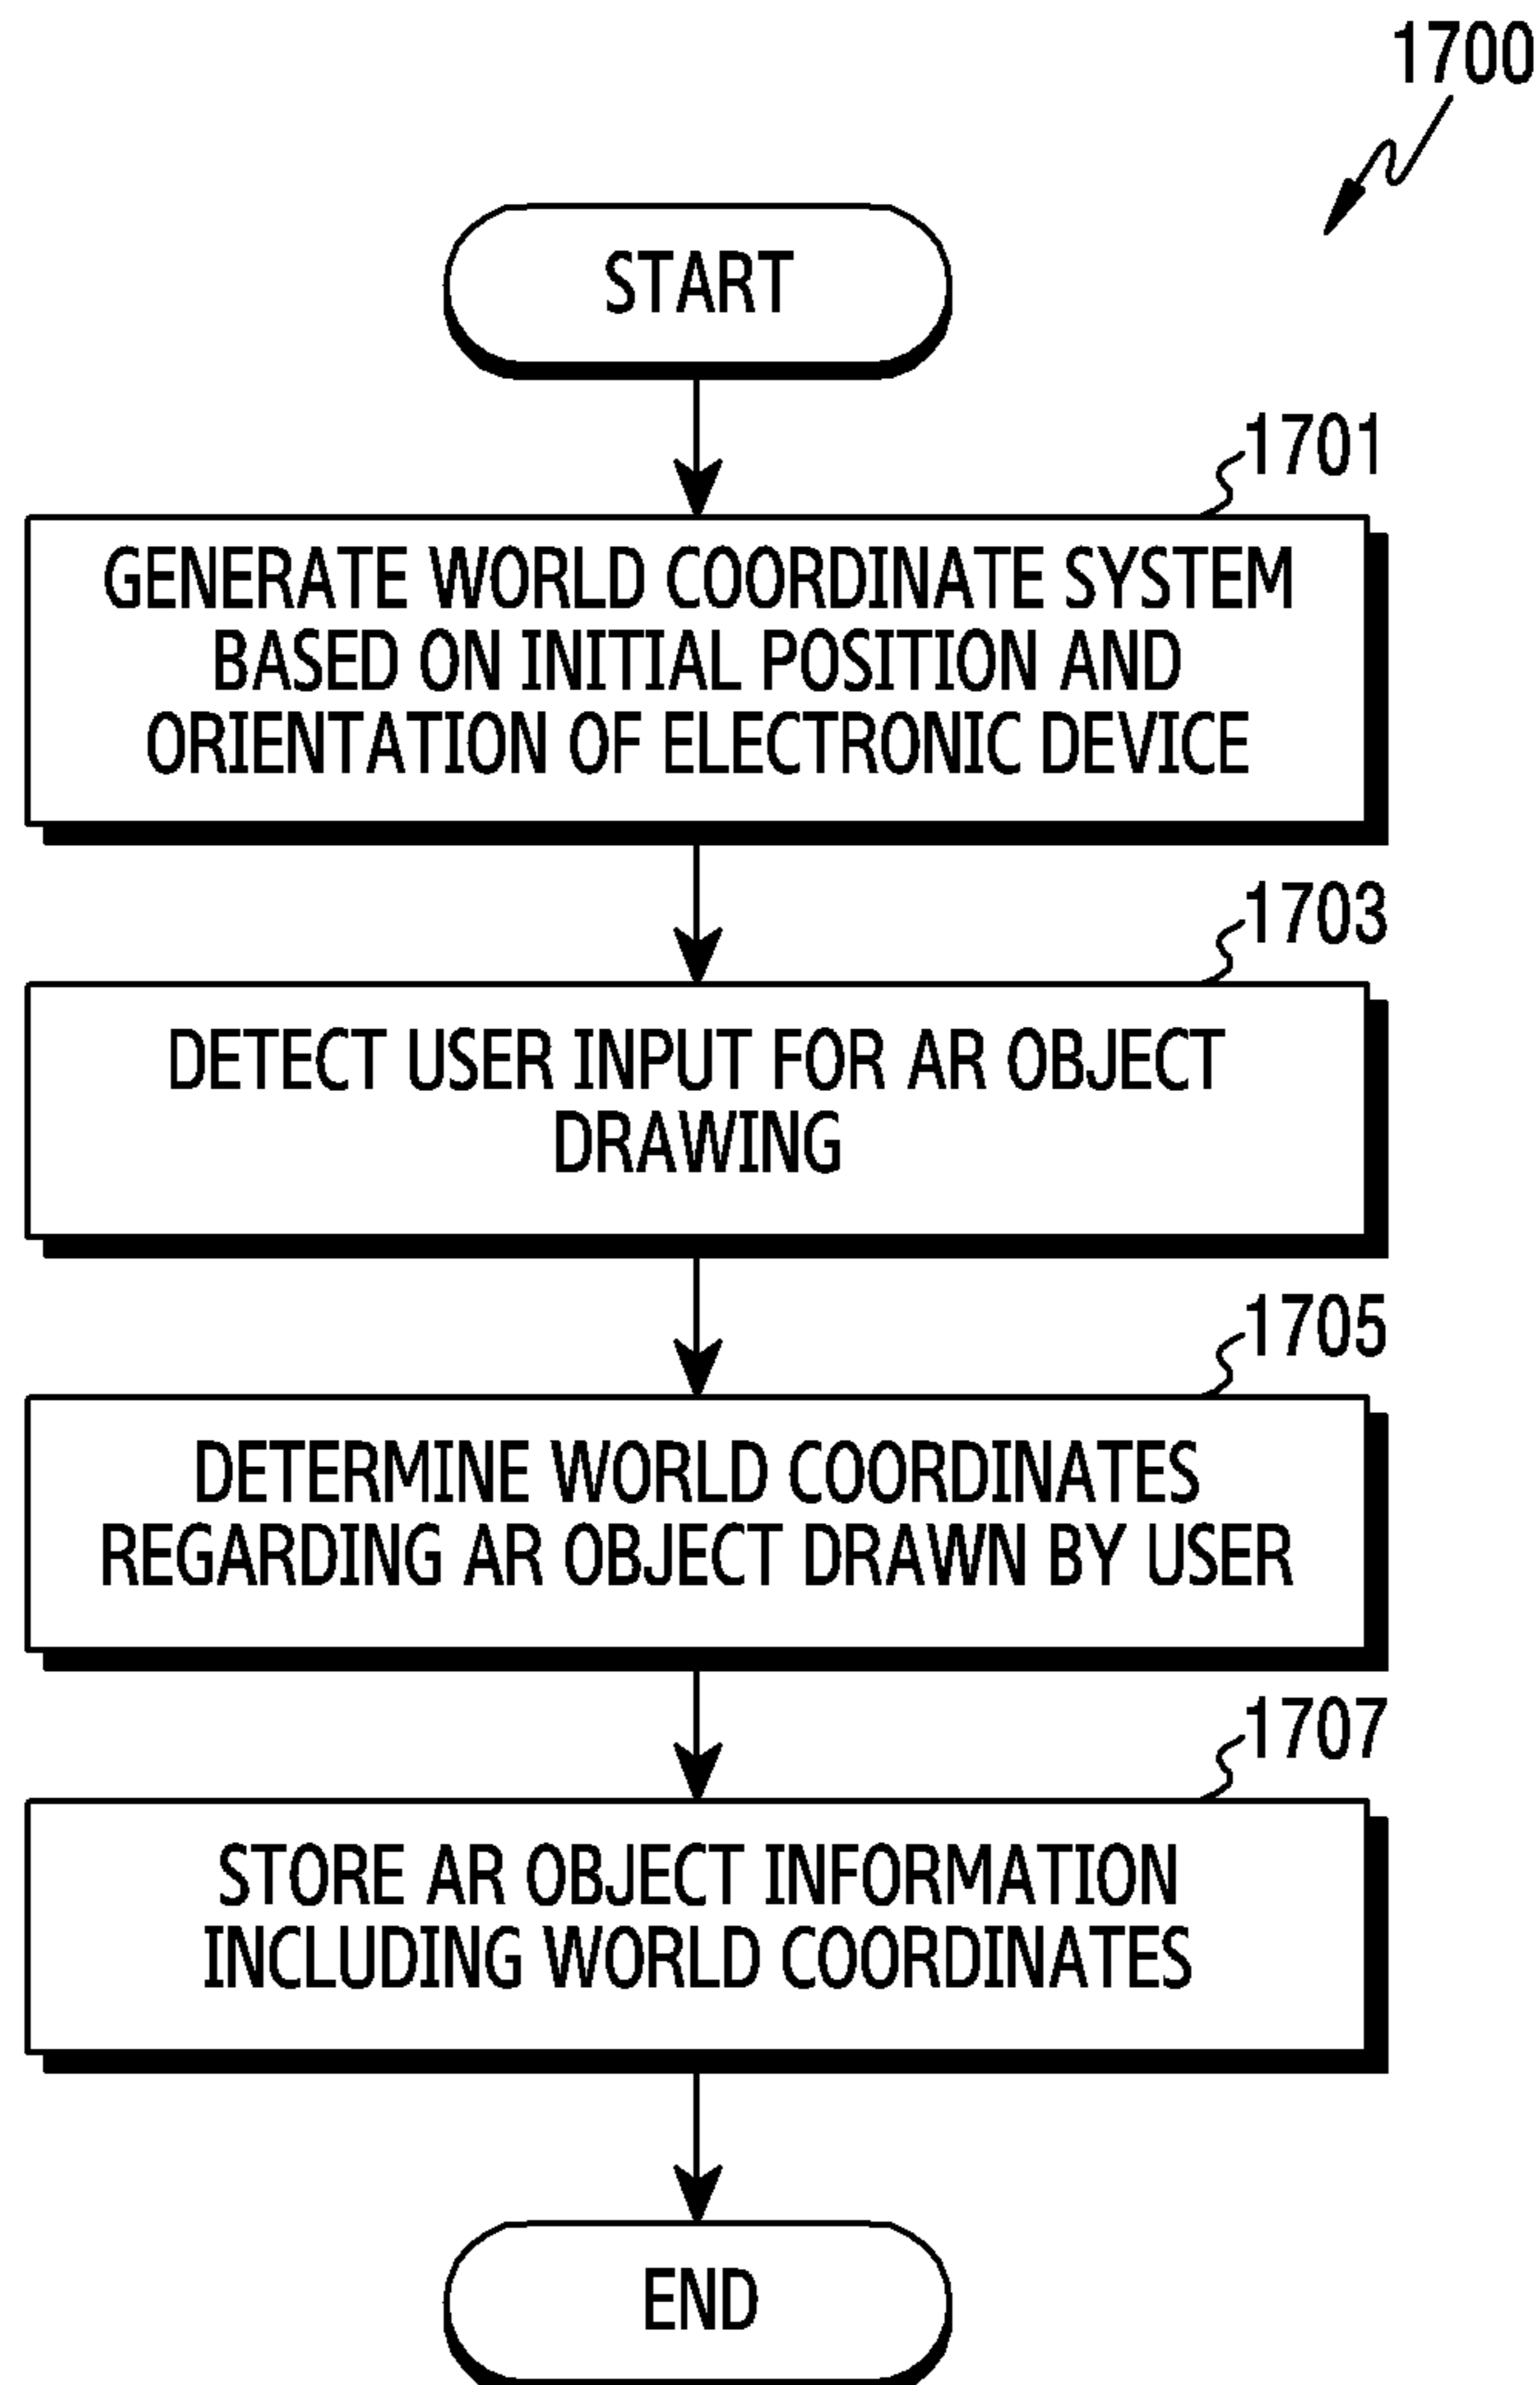 1700
START
1701
GENERATE WORLD COORDINATE SYSTEM
BASED ON INITIAL POSITION AND
ORIENTATION OF ELECTRONIC DEVICE
1703
DETECT USER INPUT FOR AR OBJECT
DRAWING
1705
DETERMINE WORLD COORDINATES
REGARDING AR OBJECT DRAWN BY USER
1707
STORE AR OBJECT INFORMATION
INCLUDING WORLD COORDINATES
END